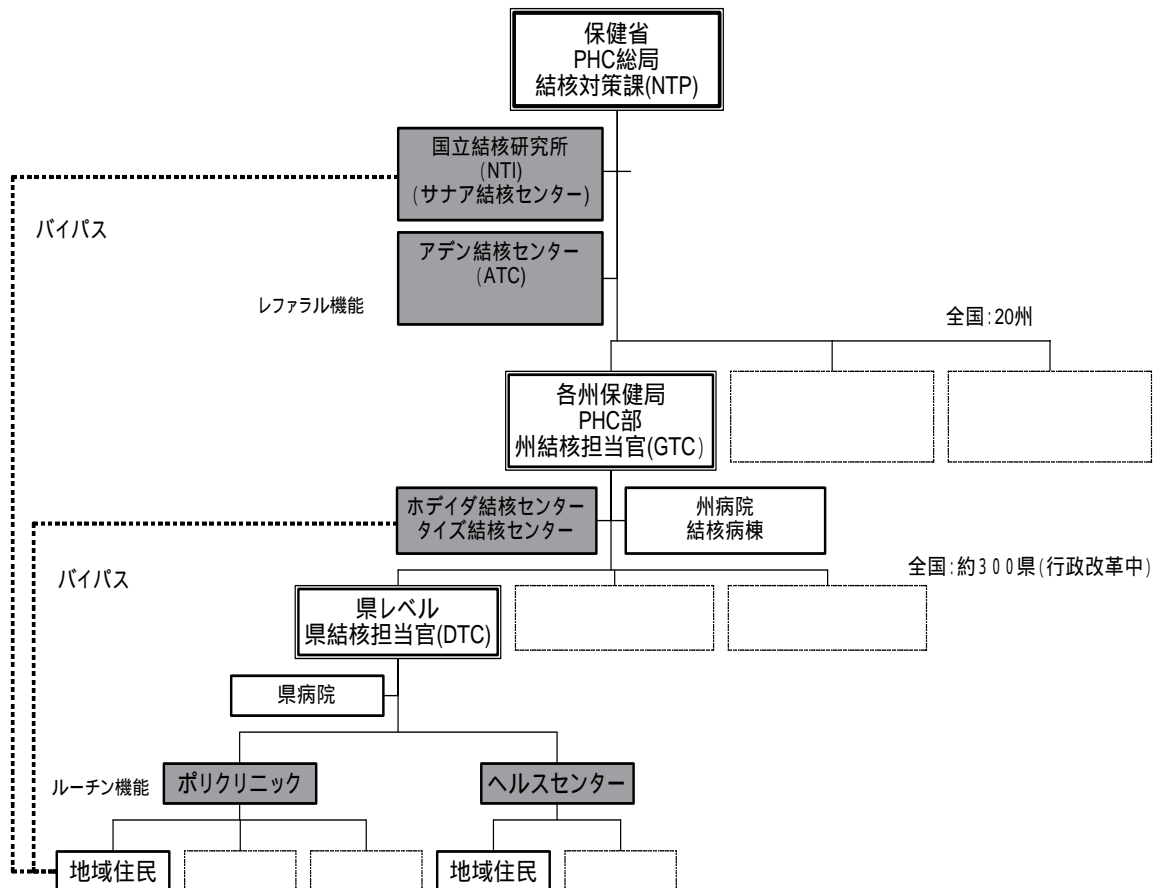 保健省
PHC総局
結核対策課(NTP)
国立結核研究所
(NTI)
(サナア結核センター)
バイパス
アデン結核センター
(ATC)
レファラル機能
全国:20州
各州保健局
PHC部
州結核担当官(GTC)
ホデイダ結核センター
タイズ結核センター
州病院
結核病棟
バイパス
全国:約300県(行政改革中)
県レベル
県結核担当官(DTC)
県病院
ルーチン機能
ポリクリニック
ヘルスセンター
地域住民
地域住民